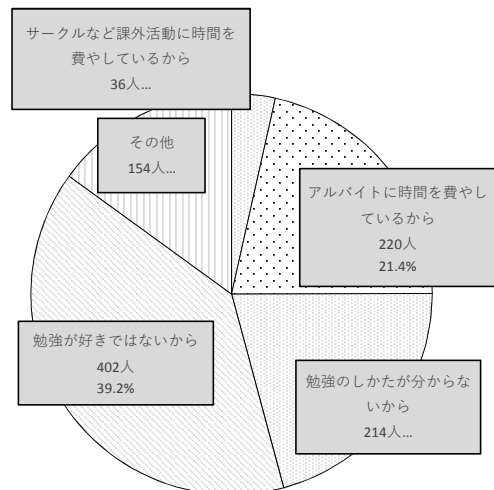 サークルなど課外活動に時間を
費やしているから
36人…
その他
154人…
アルバイトに時間を費やし
ているから
220人
21.4%
勉強が好きではないから
402人
39.2%
勉強のしかたが分からな
いから
214人…